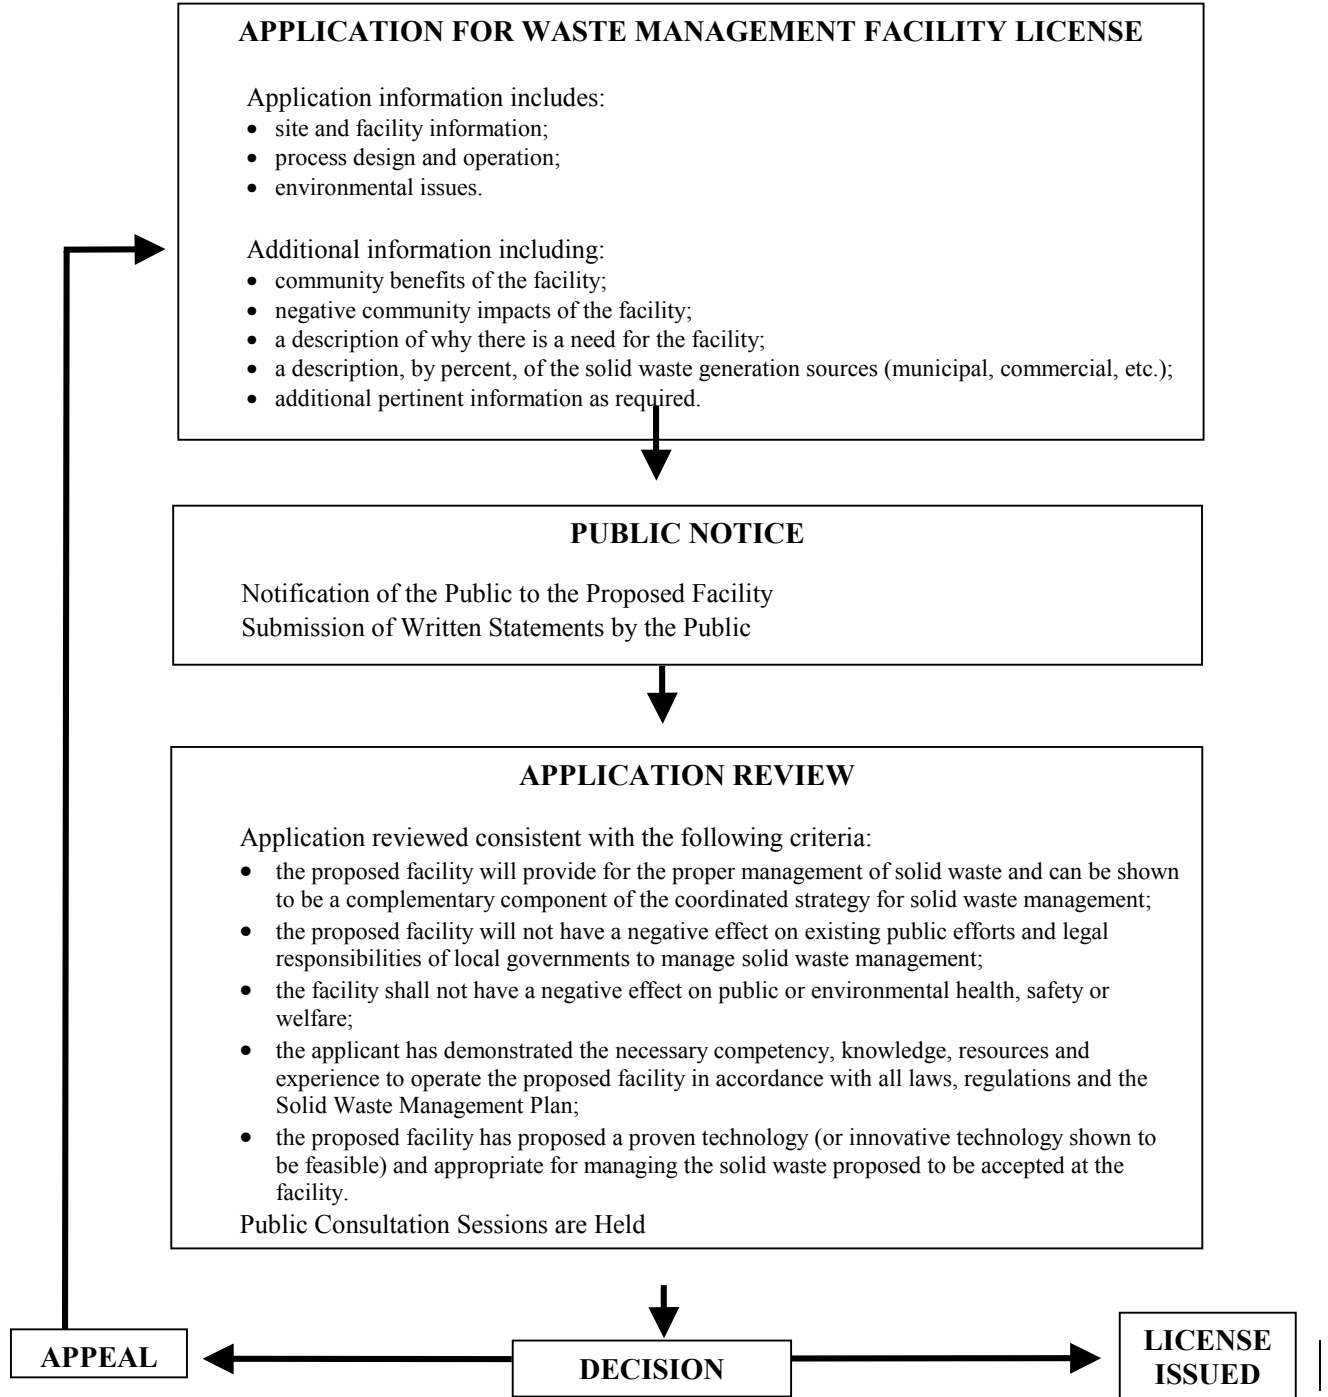 APPLICATION FOR WASTE MANAGEMENT FACILITY LICENSE
Application information includes:
• site and facility information;
• process design and operation;
• environmental issues.
Additional information including:
• community benefits of the facility;
• negative community impacts of the facility;
• a description of why there is a need for the facility;
• a description, by percent, of the solid waste generation sources (municipal, commercial, etc.);
• additional pertinent information as required.
PUBLIC NOTICE
Notification of the Public to the Proposed Facility
Submission of Written Statements by the Public
APPLICATION REVIEW
Application reviewed consistent with the following criteria:
• the proposed facility will provide for the proper management of solid waste and can be shown
to be a complementary component of the coordinated strategy for solid waste management;
• the proposed facility will not have a negative effect on existing public efforts and legal
responsibilities of local governments to manage solid waste management;
• the facility shall not have a negative effect on public or environmental health, safety or
welfare;
• the applicant has demonstrated the necessary competency, knowledge, resources and
experience to operate the proposed facility in accordance with all laws, regulations and the
Solid Waste Management Plan;
• the proposed facility has proposed a proven technology (or innovative technology shown to
be feasible) and appropriate for managing the solid waste proposed to be accepted at the
facility.
Public Consultation Sessions are Held
APPEAL
DECISION
LICENSE
ISSUED